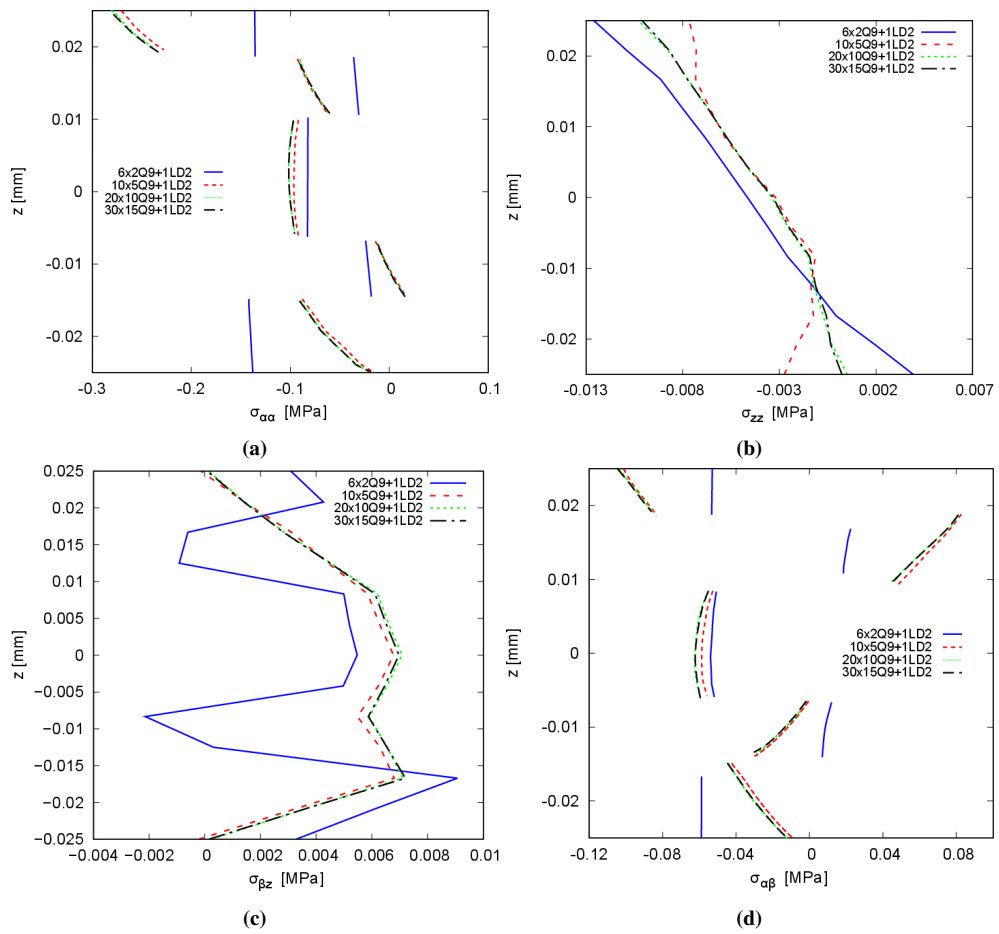 0.02
0.01
0
-0.01
-0.02
z [mm]
6x2Q9+1LD2
10x5Q9+1LD2
20x10Q9+1LD2
30x15Q9+1LD2
-0.3
-0.2
-0.1
0
0.1
σαα [MPa]
(a)
0.02
0.01
0
-0.01
-0.02
z [mm]
6x2Q9+1LD2
10x5Q9+1LD2
20x10Q9+1LD2
30x15Q9+1LD2
-0.013
-0.008
-0.003
0.002
0.007
σzz [MPa]
(b)
0.025
0.02
0.015
0.01
0.005
0
−0.005
−0.01
−0.015
−0.02
−0.025
z [mm]
6x2Q9+1LD2
10x5Q9+1LD2
20x10Q9+1LD2
30x15Q9+1LD2
−0.004
−0.002
0
0.002
0.004
0.006
0.008
0.01
σβz [MPa]
(c)
0.02
0.01
0
-0.01
-0.02
z [mm]
6x2Q9+1LD2
10x5Q9+1LD2
20x10Q9+1LD2
30x15Q9+1LD2
-0.12
-0.08
-0.04
0
0.04
0.08
σαβ [MPa]
(d)